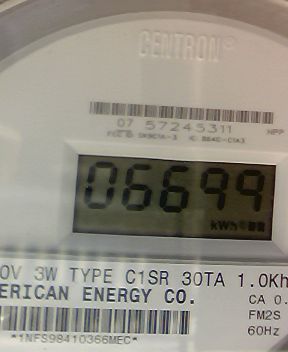 CENTRON®
07 57245311
HPP
06699
kWh
0V 3W TYPE C1SR 30TA 1.0Kh
ERICAN ENERGY CO.
CA 0.
FM2S
60Hz
*1NFS98410366MEC*